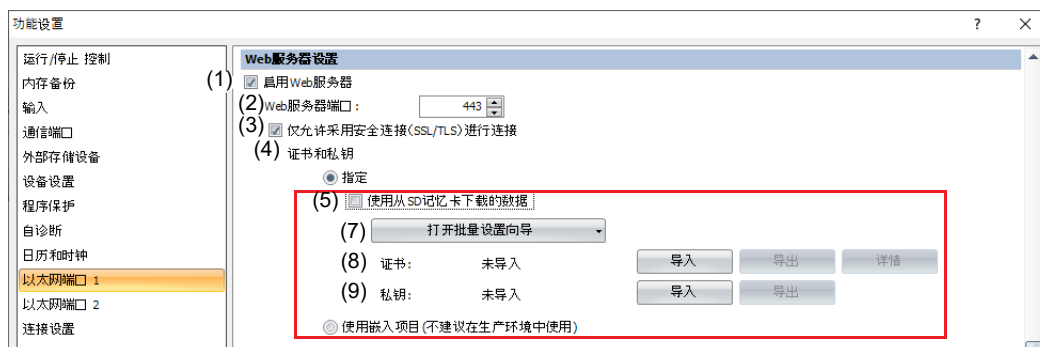 功能设置 ? ×
运行/停止 控制
内存备份
输入
通信端口
外部存储设备
设备设置
程序保护
自诊断
日历和时钟
以太网端口 1
以太网端口 2
连接设置
Web服务器设置
(1) 启用Web服务器
(2) Web服务器端口: 443
(3) 仅允许采用安全连接(SSL/TLS)进行连接
(4) 证书和私钥
指定
(5) 使用从SD记忆卡下载的数据
(7) 打开批量设置向导
(8) 证书: 未导入 导入 导出 详情
(9) 私钥: 未导入 导入 导出
使用嵌入项目(不建议在生产环境中使用)